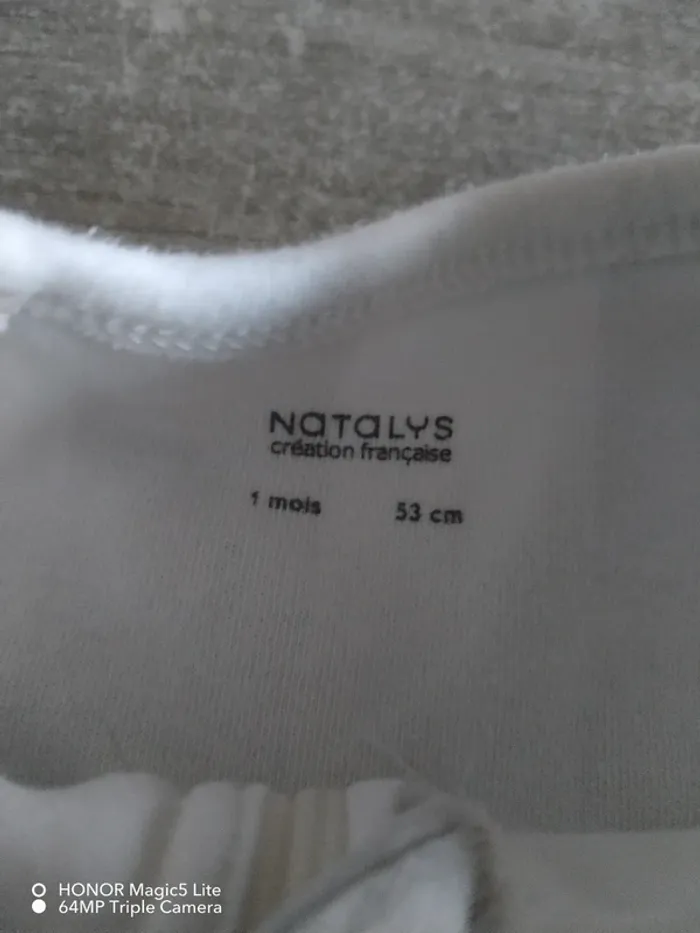 NATALYS
création française
1 mois 53 cm
HONOR Magic5 Lite
64MP Triple Camera